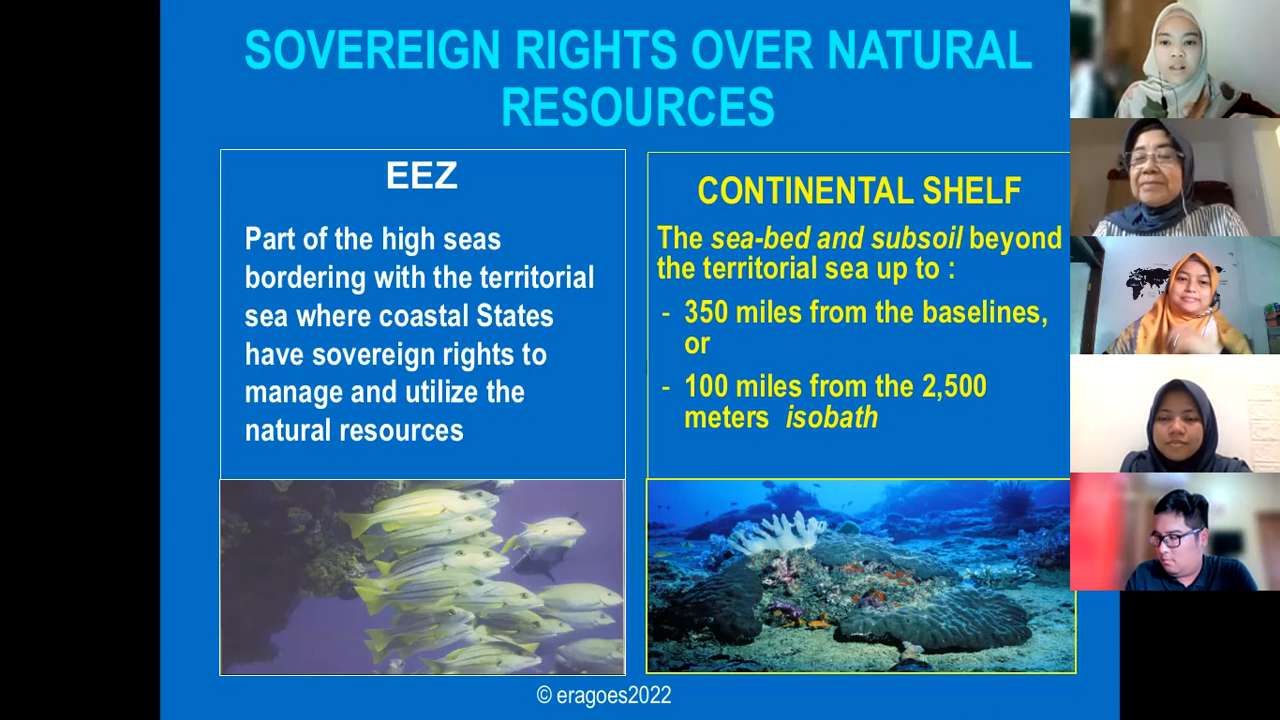 SOVEREIGN RIGHTS OVER NATURAL
RESOURCES
EEZ
Part of the high seas
bordering with the territorial
sea where coastal States
have sovereign rights to
manage and utilize the
natural resources
CONTINENTAL SHELF
The sea-bed and subsoil beyond
the territorial sea up to :
- 350 miles from the baselines,
or
- 100 miles from the 2,500
meters isobath
© eragoes2022